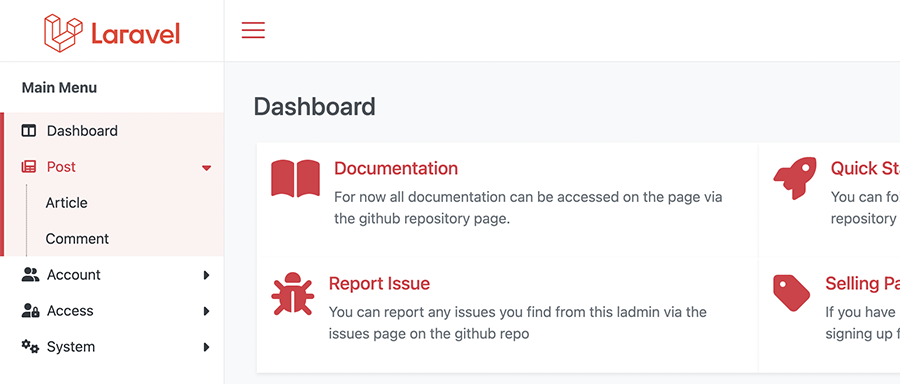 Laravel
Main Menu
Dashboard
Post
Article
Comment
Account
Access
System
Dashboard
Documentation
For now all documentation can be accessed on the page via
the github repository page.
Quick
You can
repository
Report Issue
You can report any issues you find from this ladmin via the
issues page on the github repo
Selling
If you have
signing up